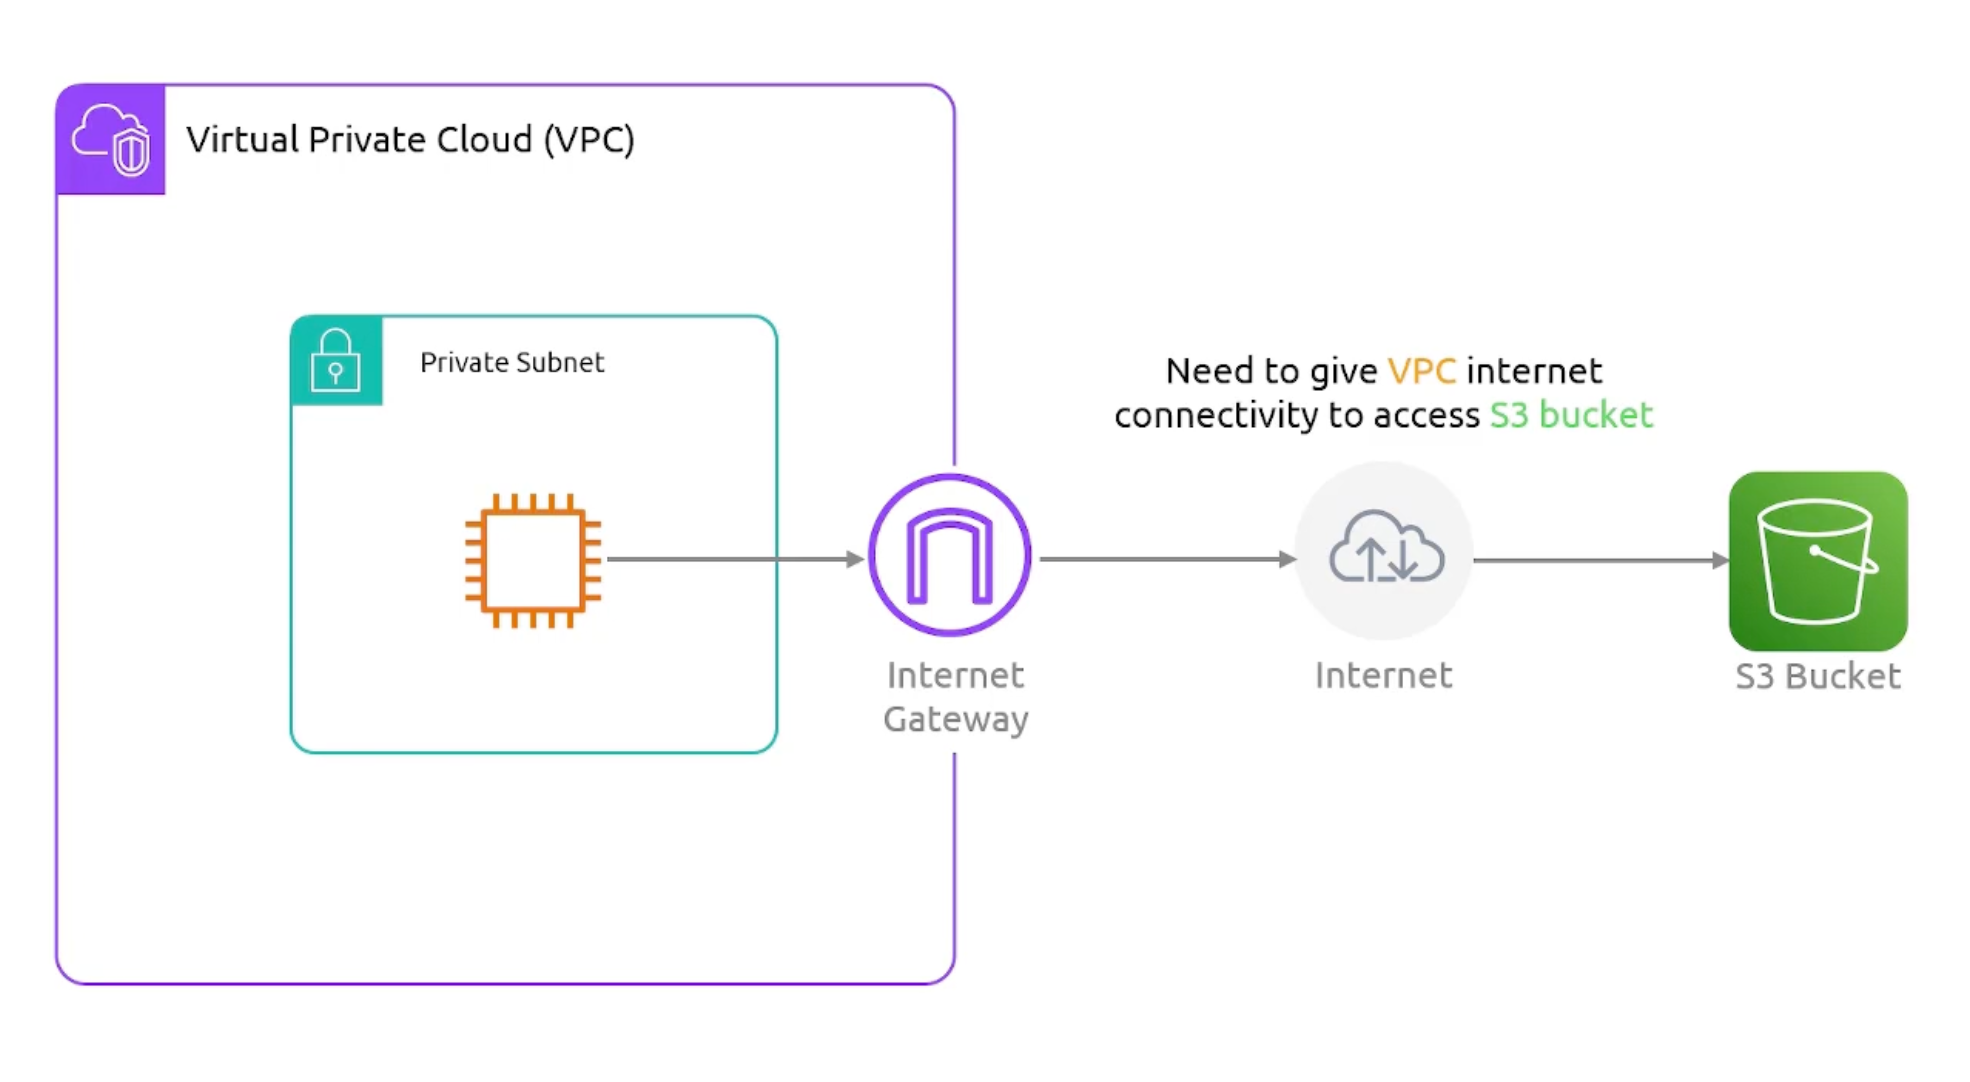 Virtual Private Cloud (VPC)
Private Subnet
Need to give VPC internet
connectivity to access S3 bucket
Internet
Gateway
Internet
S3 Bucket